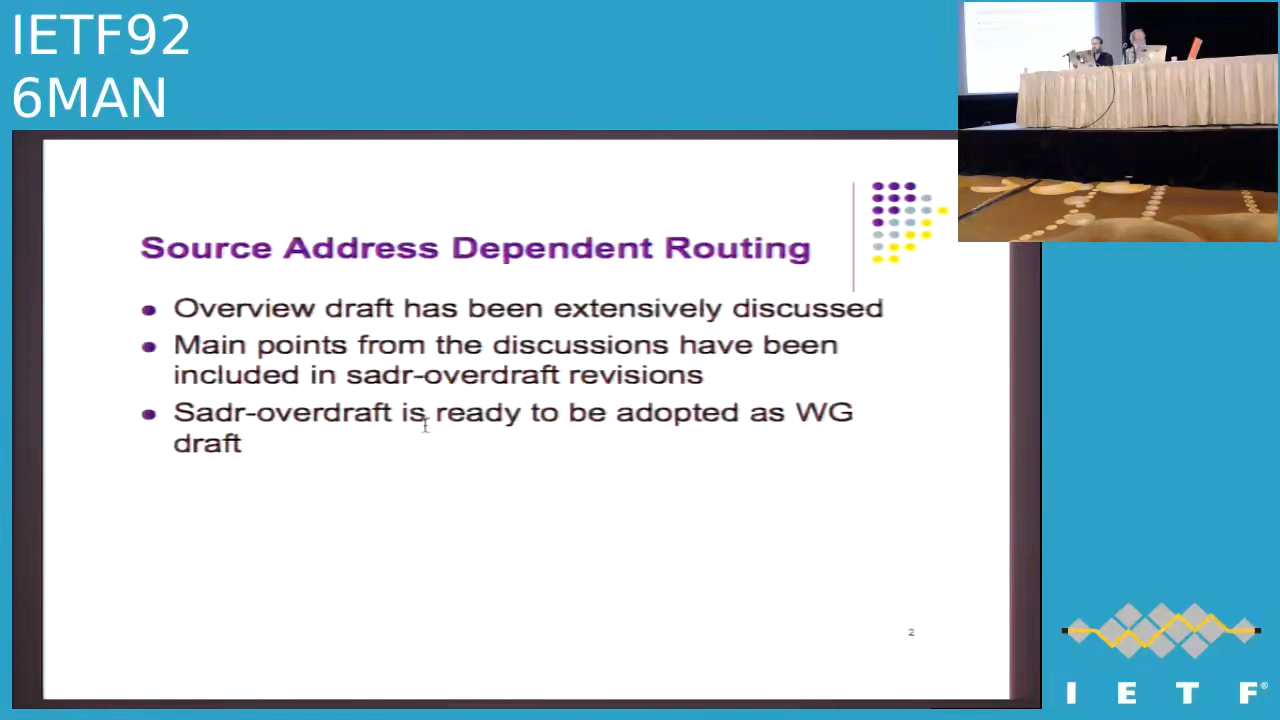 IETF92
6MAN
Source Address Dependent Routing
Overview draft has been extensively discussed
Main points from the discussions have been
included in sadr-overdraft revisions
Sadr-overdraft is ready to be adopted as WG
draft
2
I E T F®